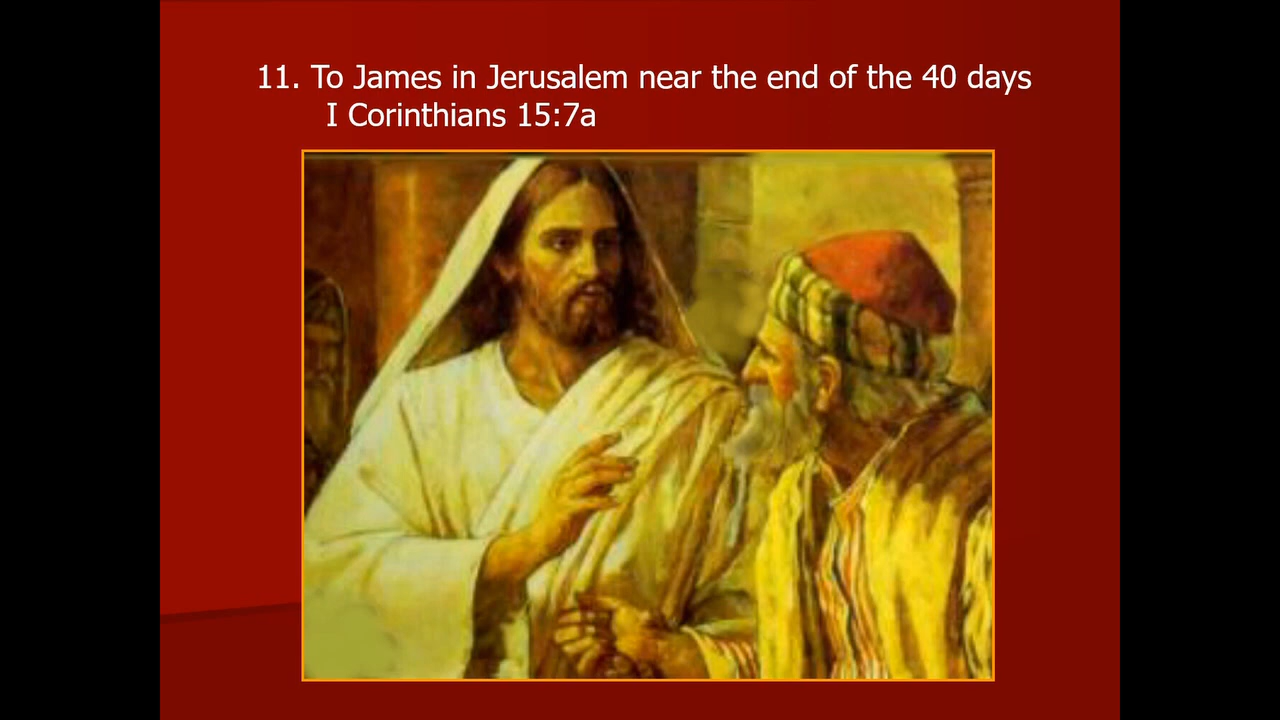 11. To James in Jerusalem near the end of the 40 days
I Corinthians 15:7a